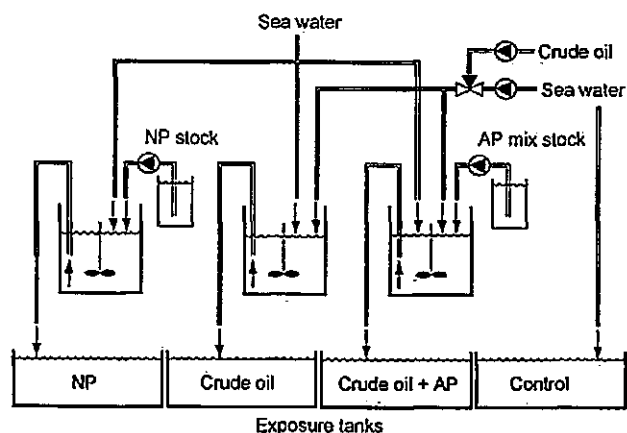 Sea water
Crude oil
Sea water
NP stock
AP mix stock
NP
Crude oil
Crude oil + AP
Control
Exposure tanks